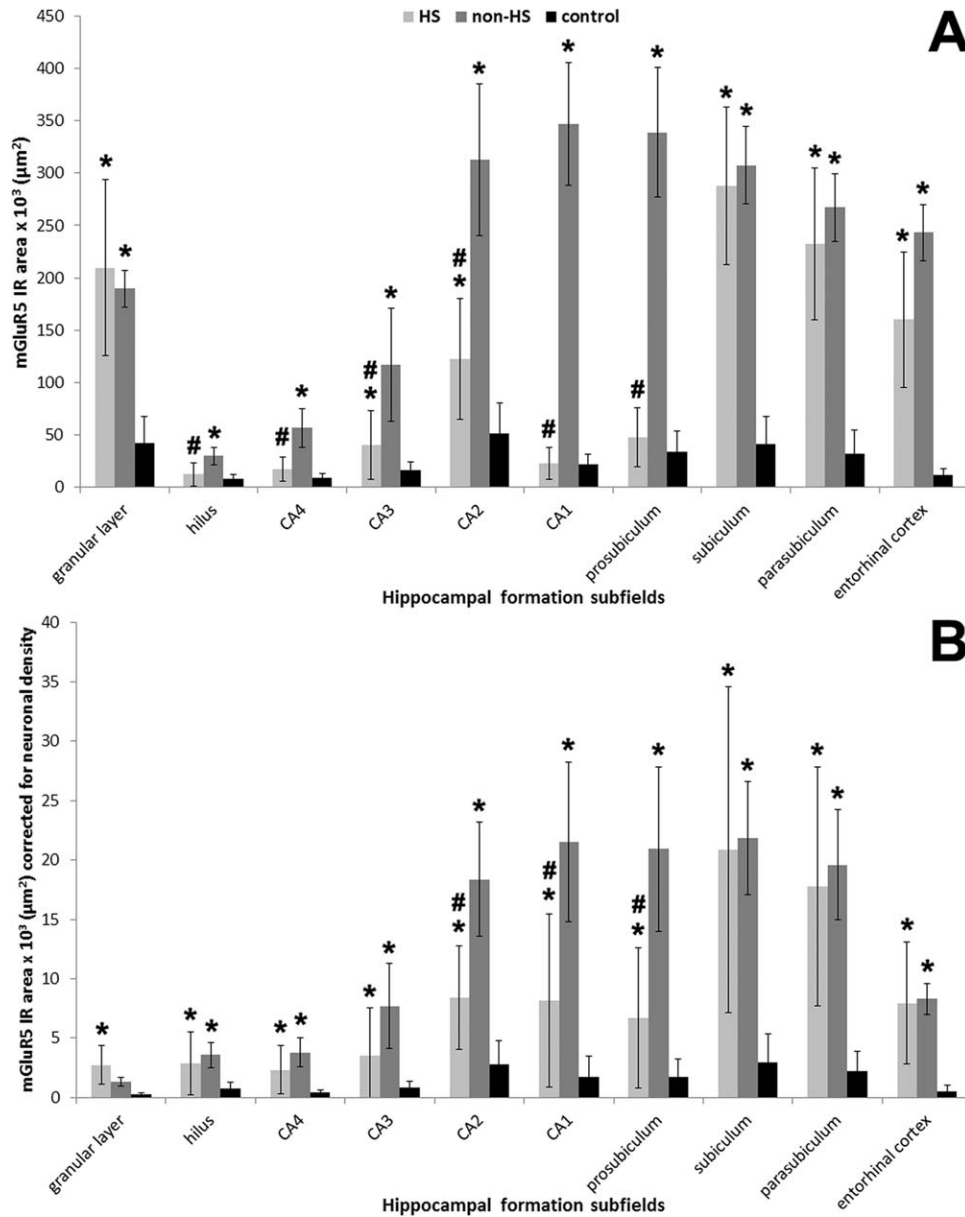 HS non-HS control
A
mGluR5 IR area x 10³ (µm²)
450
400
350
300
250
200
150
100
50
0
* * # * # * # * * # * * # * # * * * * * * *
granular layer
hilus
CA4
CA3
CA2
CA1
prosubiculum
subiculum
parasubiculum
entorhinal cortex
Hippocampal formation subfields
B
mGluR5 IR area x 10³ (µm²) corrected for neuronal density
40
35
30
25
20
15
10
5
0
* * * * * * * # * * # * * # * * * * * * * *
granular layer
hilus
CA4
CA3
CA2
CA1
prosubiculum
subiculum
parasubiculum
entorhinal cortex
Hippocampal formation subfields